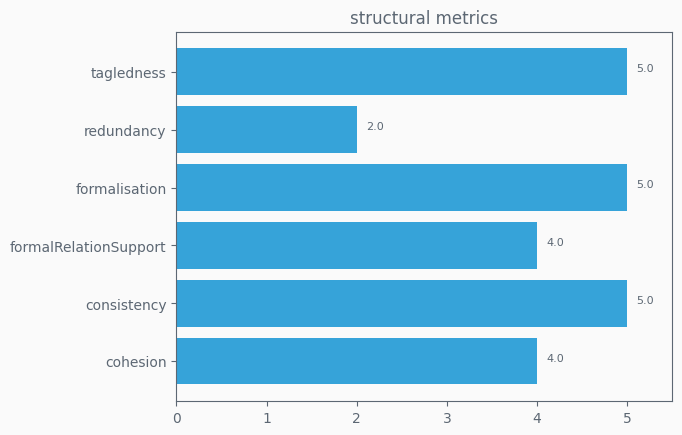 structural metrics
tagledness 5.0
redundancy 2.0
formalisation 5.0
formalRelationSupport 4.0
consistency 5.0
cohesion 4.0
0 1 2 3 4 5